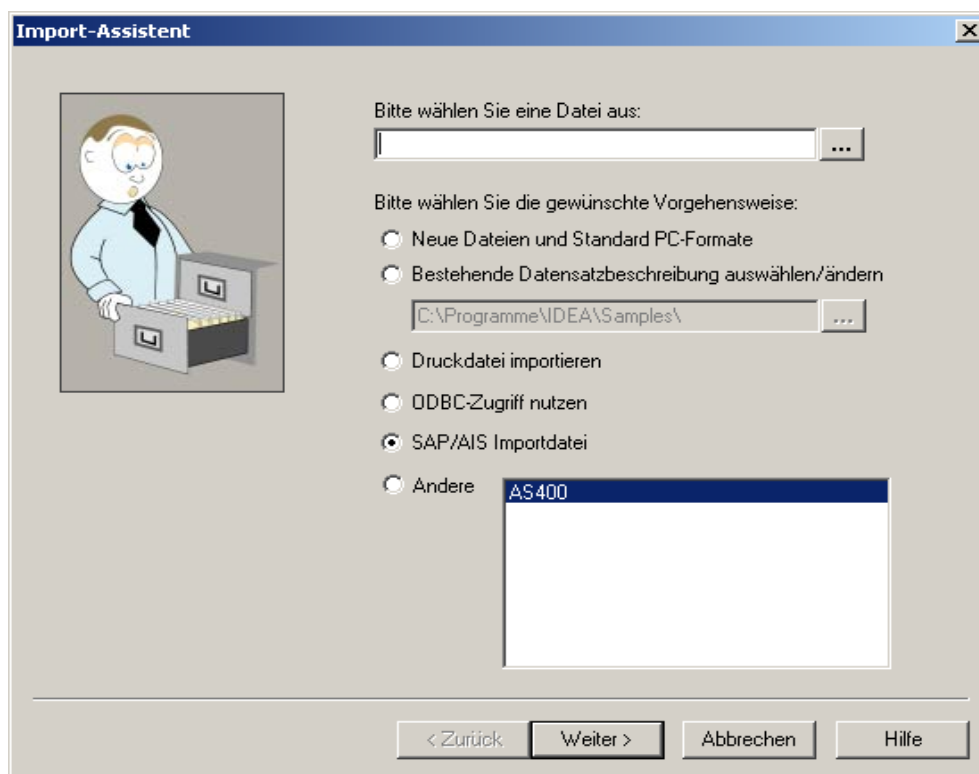 Import-Assistent
Bitte wählen Sie eine Datei aus:
...
Bitte wählen Sie die gewünschte Vorgehensweise:
Neue Dateien und Standard PC-Formate
Bestehende Datensatzbeschreibung auswählen/ändern
C:\Programme\IDEA\Samples\ ...
Druckdatei importieren
ODBC-Zugriff nutzen
SAP/AIS Importdatei
Andere AS400
< Zurück Weiter > Abbrechen Hilfe